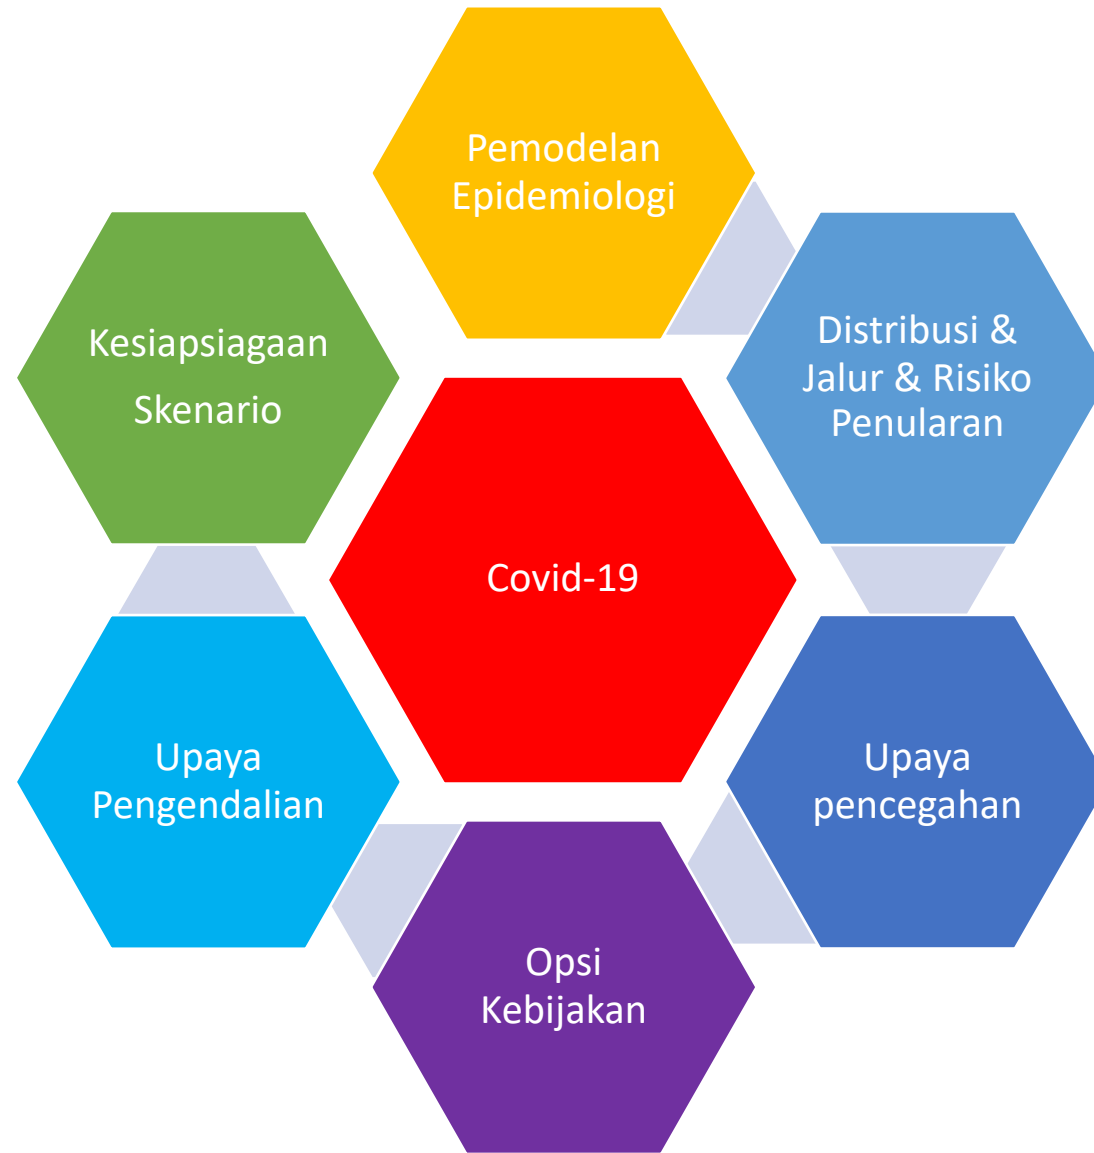 Pemodelan
Epidemiologi
Distribusi &
Jalur & Risiko
Penularan
Upaya
pencegahan
Opsi
Kebijakan
Upaya
Pengendalian
Kesiapsiagaan
Skenario
Covid-19